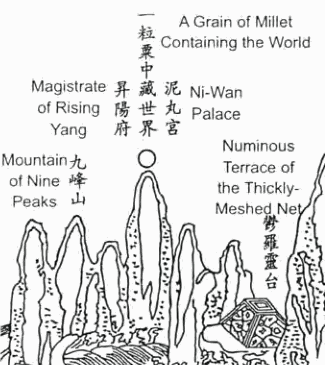 一粒粟中藏世界
A Grain of Millet
Containing the World
Magistrate
of Rising
Yang
昇陽府
泥丸宮
Ni-Wan
Palace
Mountain
of Nine
Peaks
九峰山
Numinous
Terrace of
the Thickly-
Meshed Net
鬱羅靈台